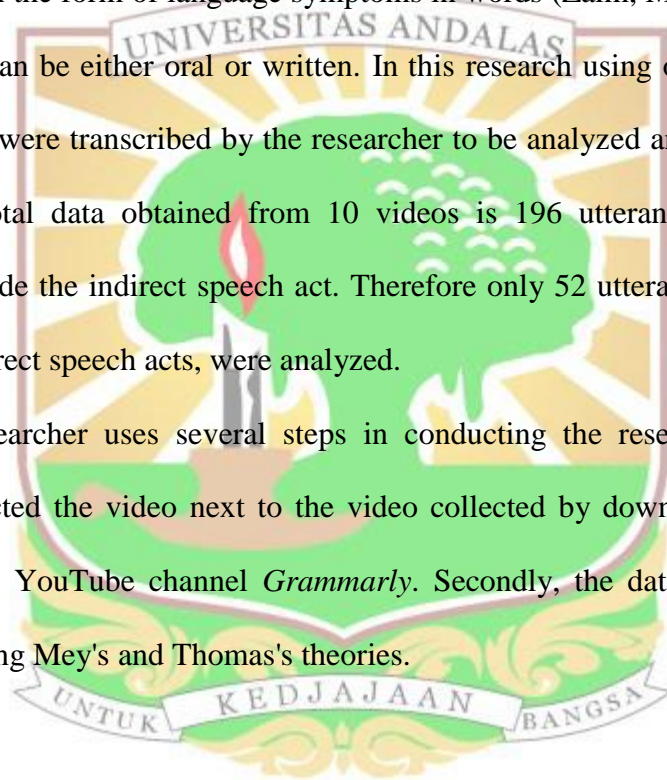 the form of language symptoms in words
UNIVERSITAS ANDALAS
an be either oral or written. In this research using
were transcribed by the researcher to be analyzed
otal data obtained from 10 videos is 196 utteran
de the indirect speech act. Therefore only 52 uttera
rect speech acts, were analyzed.
earcher uses several steps in conducting the rese
cted the video next to the video collected by down
YouTube channel Grammarly. Secondly, the dat
ng Mey's and Thomas's theories.
UNTUK KEDJAJAAN BANGSA